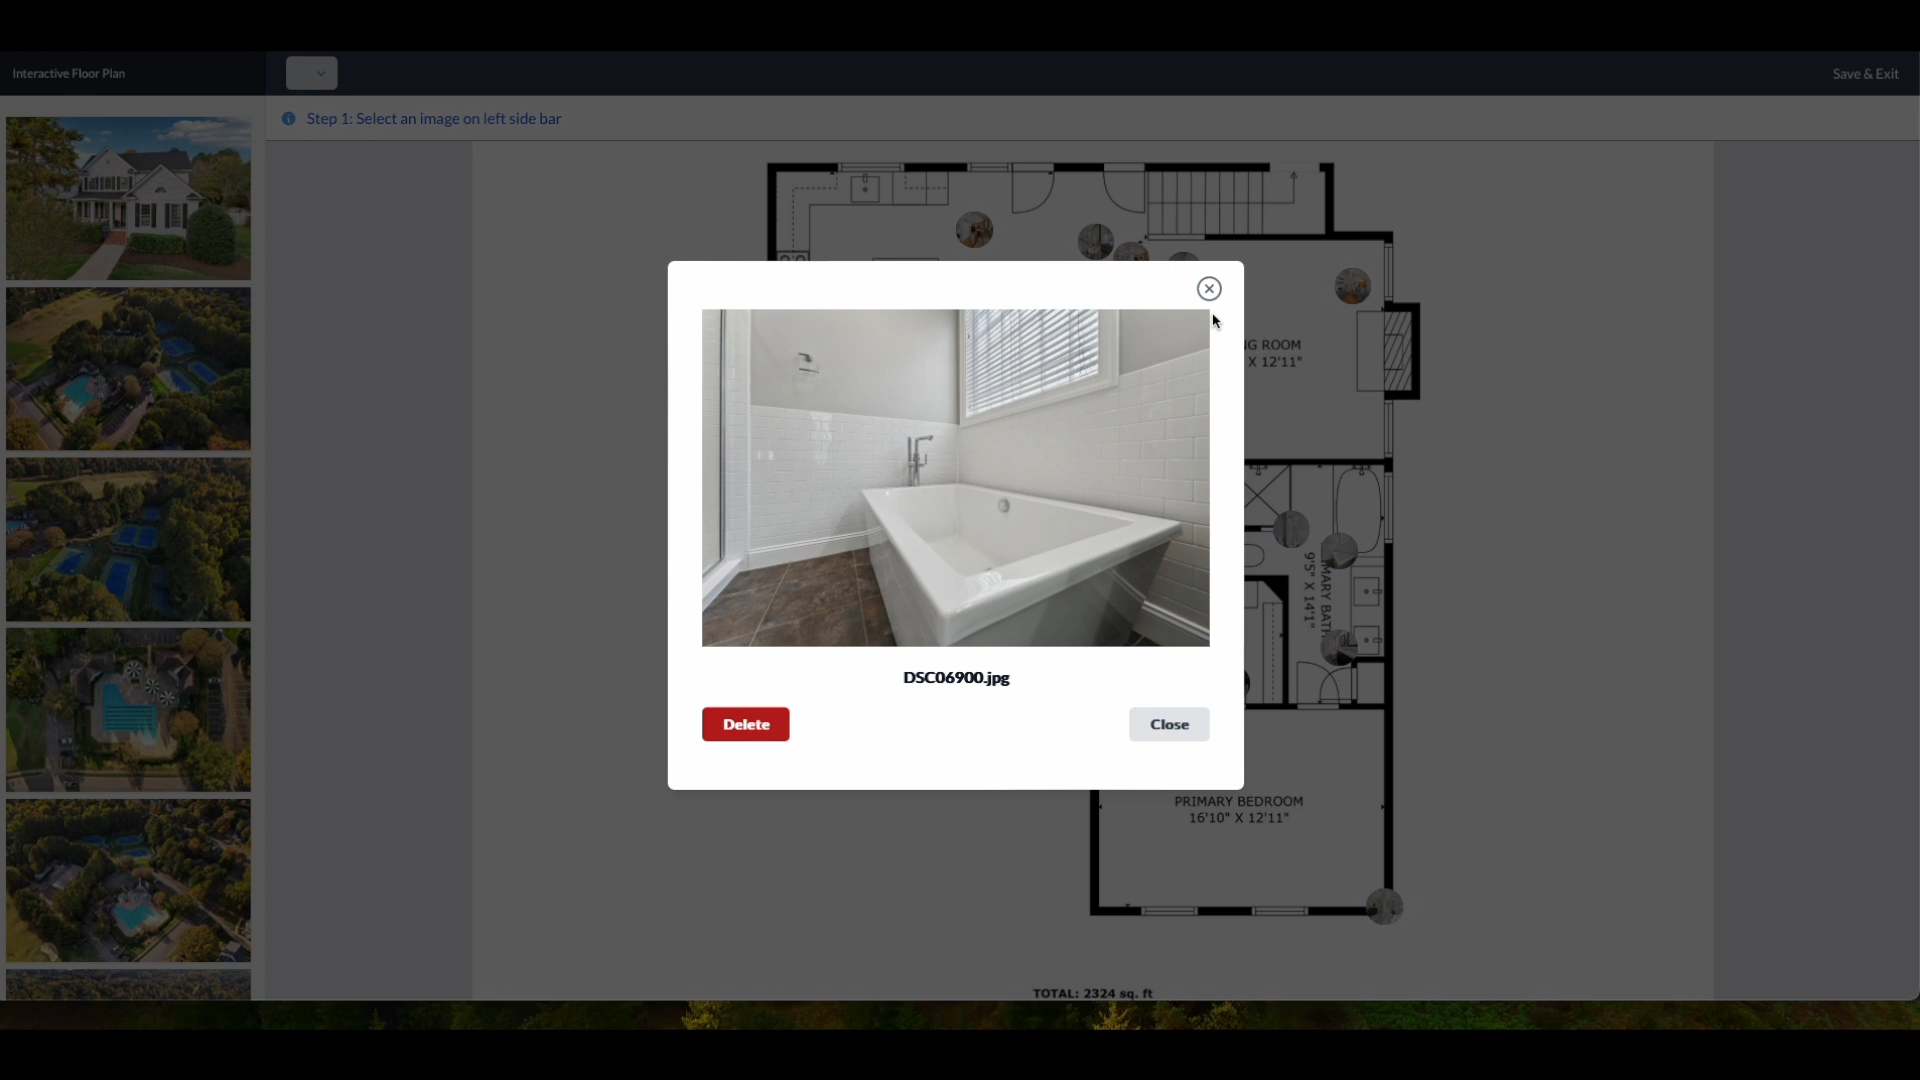 Interactive Floor Plan
Save & Exit
Step 1: Select an image on left side bar
G ROOM
X 12'11"
9'5" X 14'1"
MARY BATH
DSC06900.jpg
Delete
Close
PRIMARY BEDROOM
16'10" X 12'11"
TOTAL: 2324 sq. ft